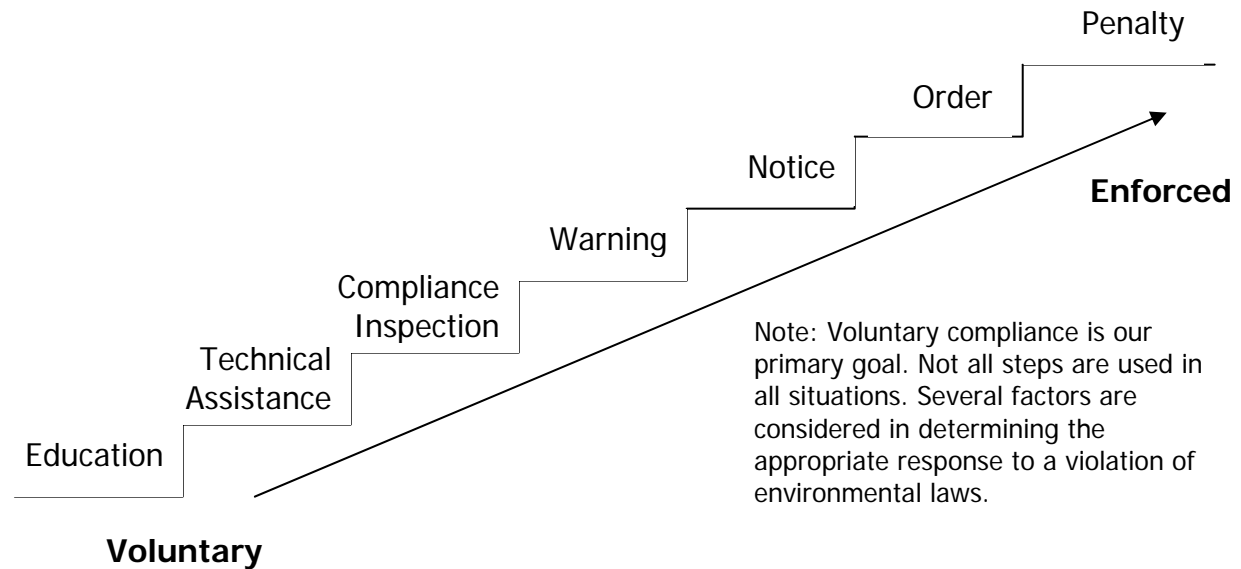 Penalty
Order
Notice
Enforced
Warning
Compliance
Inspection
Technical
Assistance
Education
Note: Voluntary compliance is our
primary goal. Not all steps are used in
all situations. Several factors are
considered in determining the
appropriate response to a violation of
environmental laws.
Voluntary